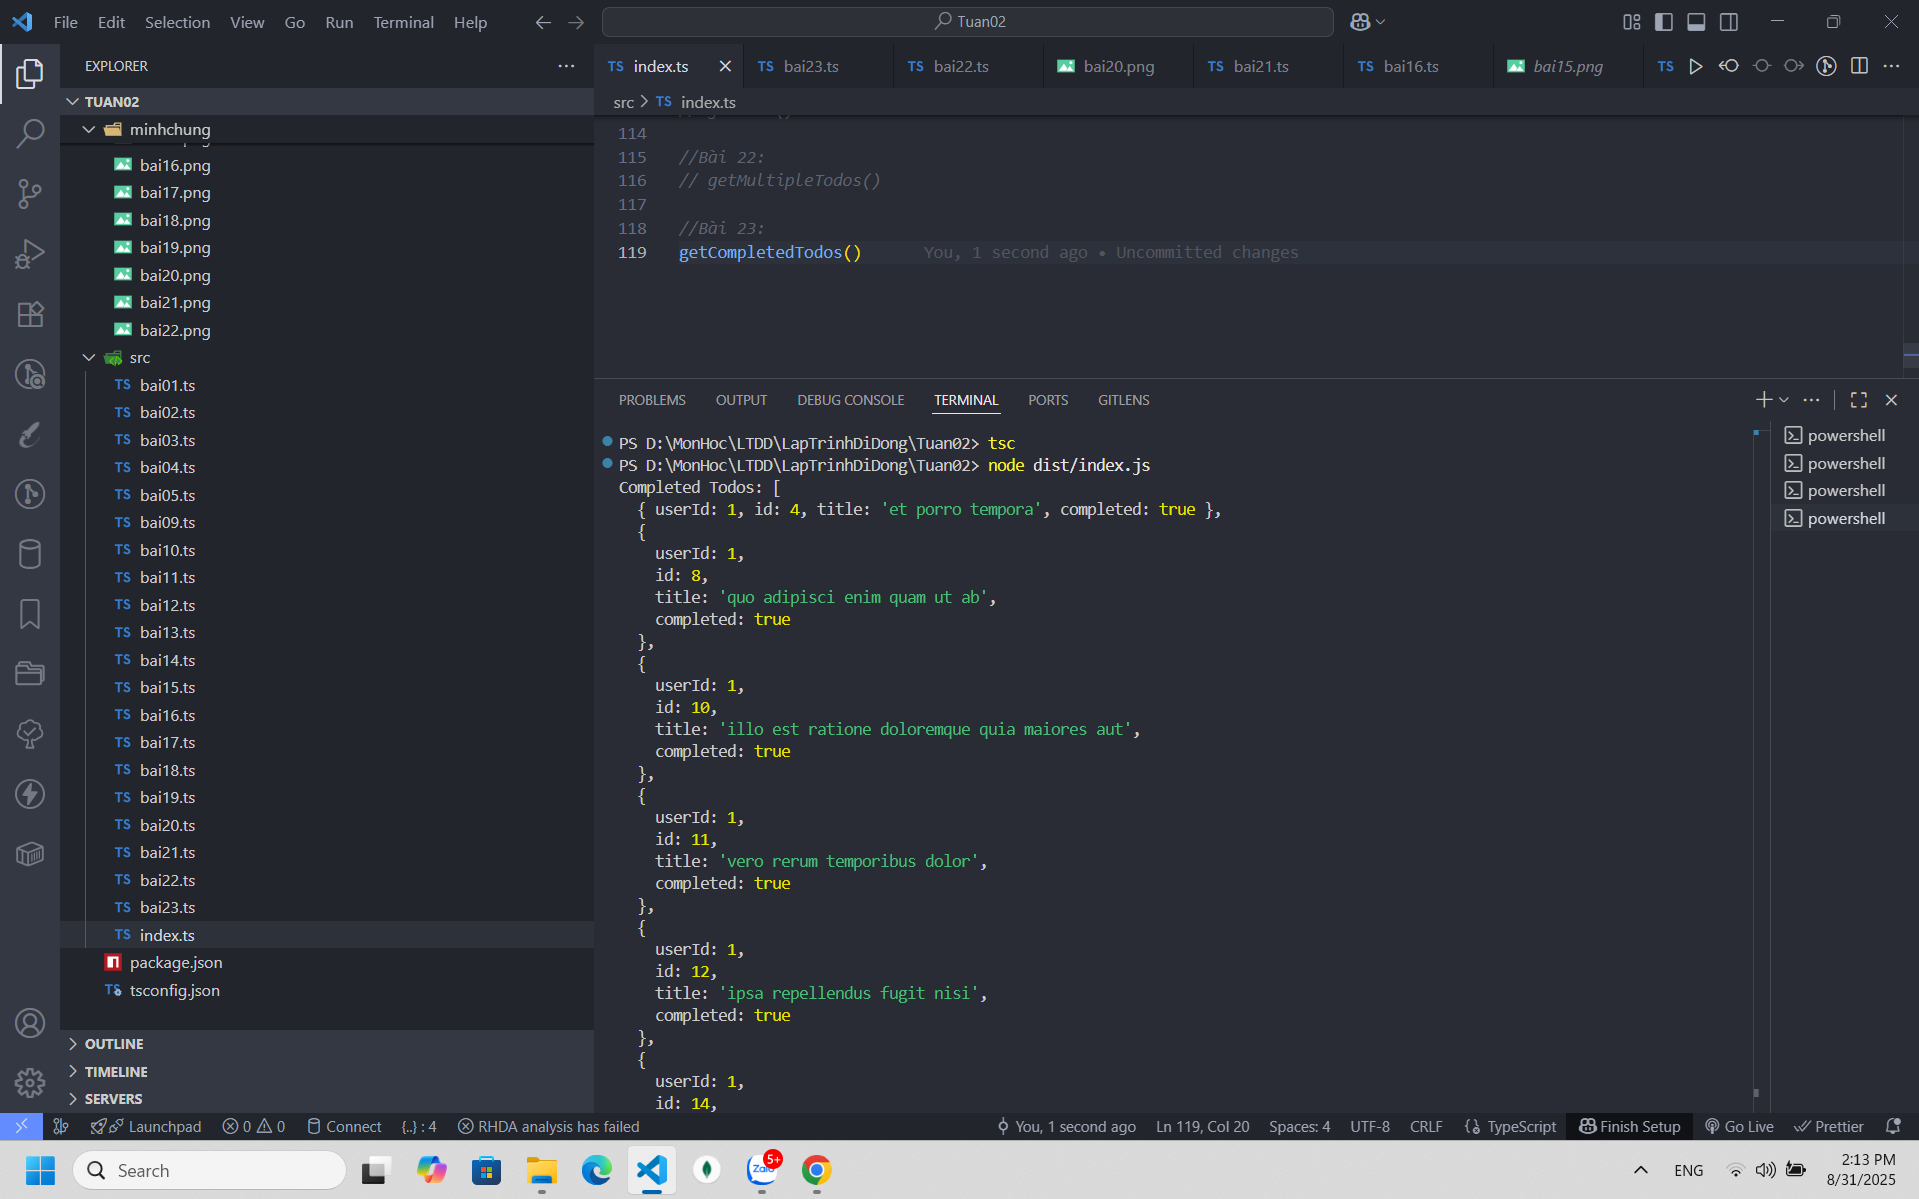 File Edit Selection View Go Run Terminal Help
Tuan02
EXPLORER
TUAN02
minhchung
bai16.png
bai17.png
bai18.png
bai19.png
bai20.png
bai21.png
bai22.png
src
TS bai01.ts
TS bai02.ts
TS bai03.ts
TS bai04.ts
TS bai05.ts
TS bai09.ts
TS bai10.ts
TS bai11.ts
TS bai12.ts
TS bai13.ts
TS bai14.ts
TS bai15.ts
TS bai16.ts
TS bai17.ts
TS bai18.ts
TS bai19.ts
TS bai20.ts
TS bai21.ts
TS bai22.ts
TS bai23.ts
TS index.ts
package.json
TS tsconfig.json
OUTLINE
TIMELINE
SERVERS
TS index.ts TS bai23.ts TS bai22.ts bai20.png TS bai21.ts TS bai16.ts bai15.png TS
src > TS index.ts
114
115 //Bài 22:
116 // getMultipleTodos()
117
118 //Bài 23:
119 getCompletedTodos() You, 1 second ago • Uncommitted changes
PROBLEMS OUTPUT DEBUG CONSOLE TERMINAL PORTS GITLENS
PS D:\MonHoc\LTDD\LapTrinhDiDong\Tuan02> tsc
PS D:\MonHoc\LTDD\LapTrinhDiDong\Tuan02> node dist/index.js
Completed Todos: [
{ userId: 1, id: 4, title: 'et porro tempora', completed: true },
{
userId: 1,
id: 8,
title: 'quo adipisci enim quam ut ab',
completed: true
},
{
userId: 1,
id: 10,
title: 'illo est ratione doloremque quia maiores aut',
completed: true
},
{
userId: 1,
id: 11,
title: 'vero rerum temporibus dolor',
completed: true
},
{
userId: 1,
id: 12,
title: 'ipsa repellendus fugit nisi',
completed: true
},
{
userId: 1,
id: 14,
powershell
powershell
powershell
powershell
Launchpad 0 0 Connect {..} : 4 RHDA analysis has failed You, 1 second ago Ln 119, Col 20 Spaces: 4 UTF-8 CRLF TypeScript Finish Setup Go Live Prettier
Search
Zalo
5+
ENG
2:13 PM
8/31/2025